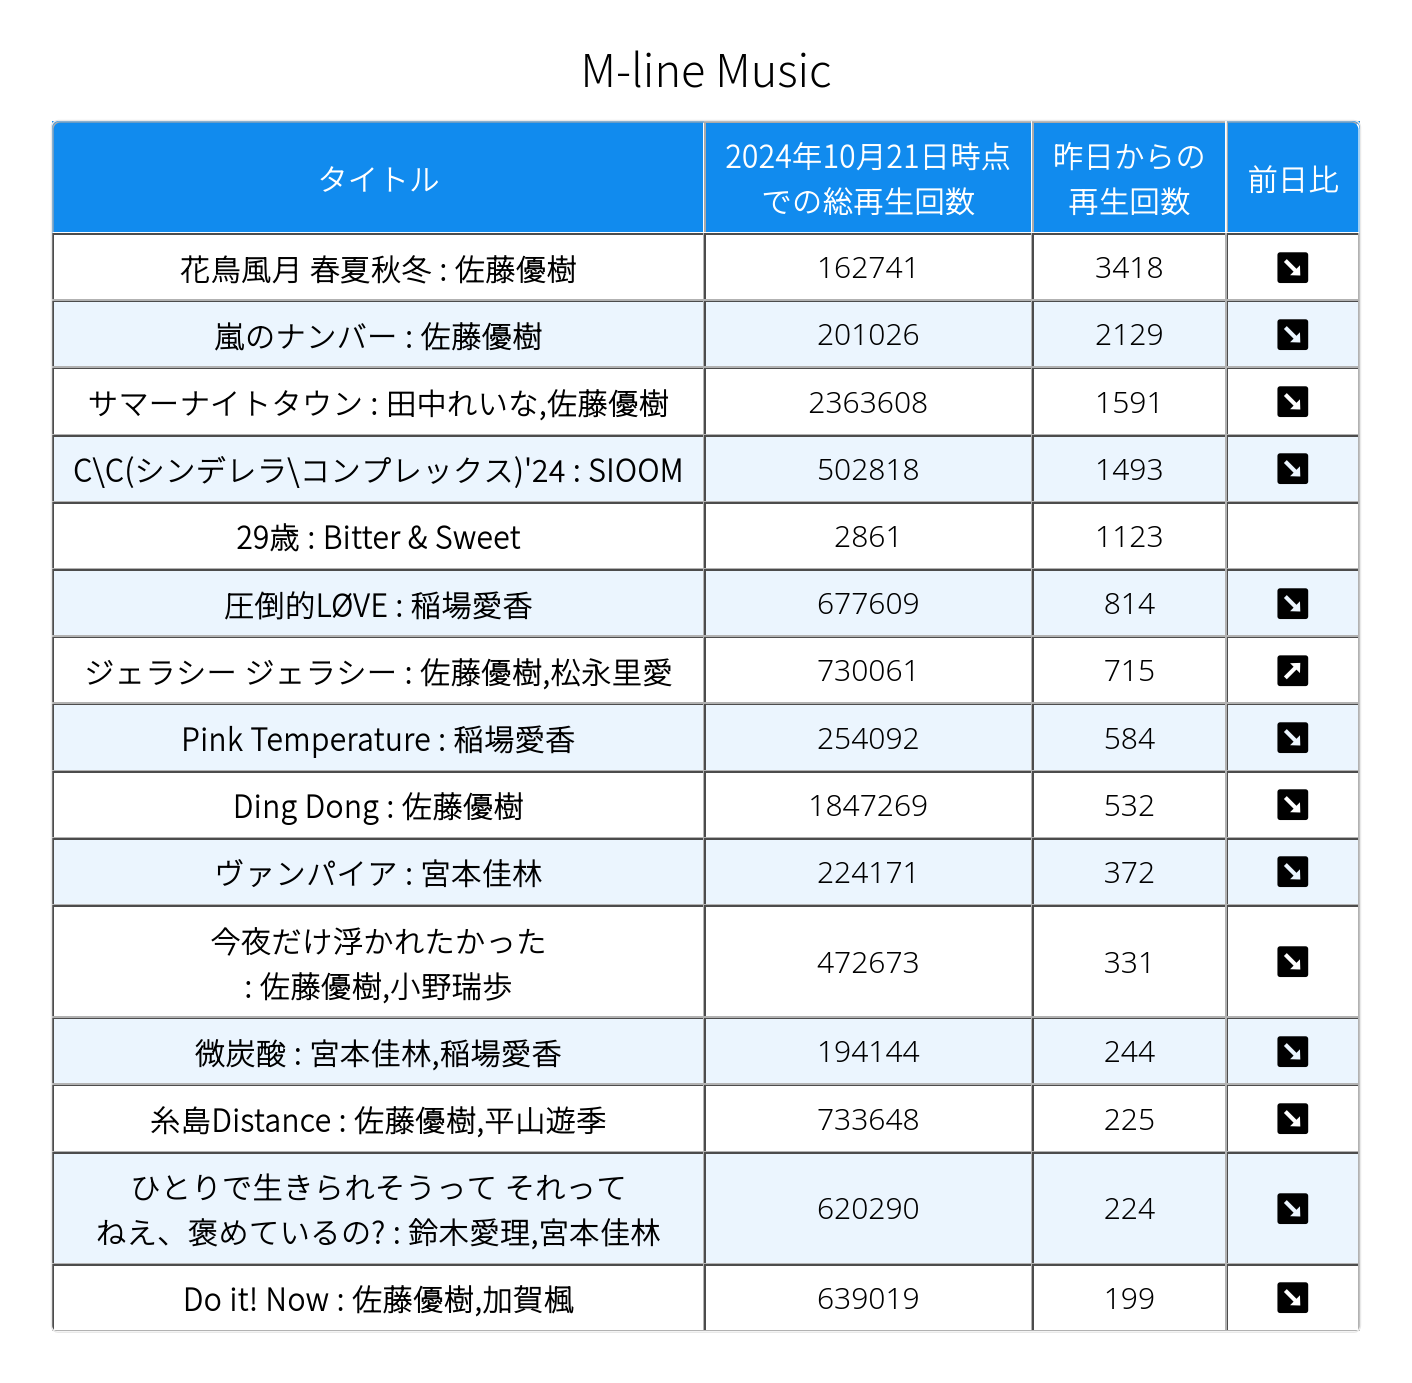 M-line Music
タイトル 2024年10月21日時点での総再生回数 昨日からの再生回数 前日比
花鳥風月 春夏秋冬 : 佐藤優樹 162741 3418 ↘
嵐のナンバー : 佐藤優樹 201026 2129 ↘
サマーナイトタウン : 田中れいな,佐藤優樹 2363608 1591 ↘
C\C(シンデレラ\コンプレックス)'24 : SIOOM 502818 1493 ↘
29歳 : Bitter & Sweet 2861 1123
圧倒的LØVE : 稲場愛香 677609 814 ↘
ジェラシー ジェラシー : 佐藤優樹,松永里愛 730061 715 ↗
Pink Temperature : 稲場愛香 254092 584 ↘
Ding Dong : 佐藤優樹 1847269 532 ↘
ヴァンパイア : 宮本佳林 224171 372 ↘
今夜だけ浮かれたかった
: 佐藤優樹,小野瑞歩 472673 331 ↘
微炭酸 : 宮本佳林,稲場愛香 194144 244 ↘
糸島Distance : 佐藤優樹,平山遊季 733648 225 ↘
ひとりで生きられそうって それって
ねえ、褒めているの? : 鈴木愛理,宮本佳林 620290 224 ↘
Do it! Now : 佐藤優樹,加賀楓 639019 199 ↘